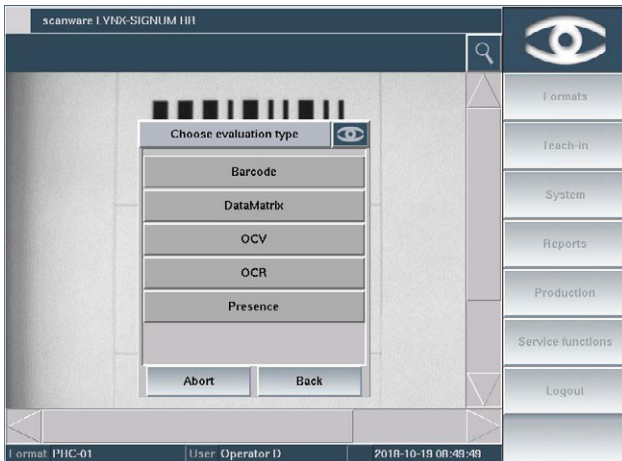 scanware LYNX-SIGNUM HR
Choose evaluation type
Barcode
DataMatrix
OCV
OCR
Presence
Abort
Back
Formats
Teach-in
System
Reports
Production
Service functions
Logout
Format PHC-01
User Operator D
2018-10-19 08:49:49